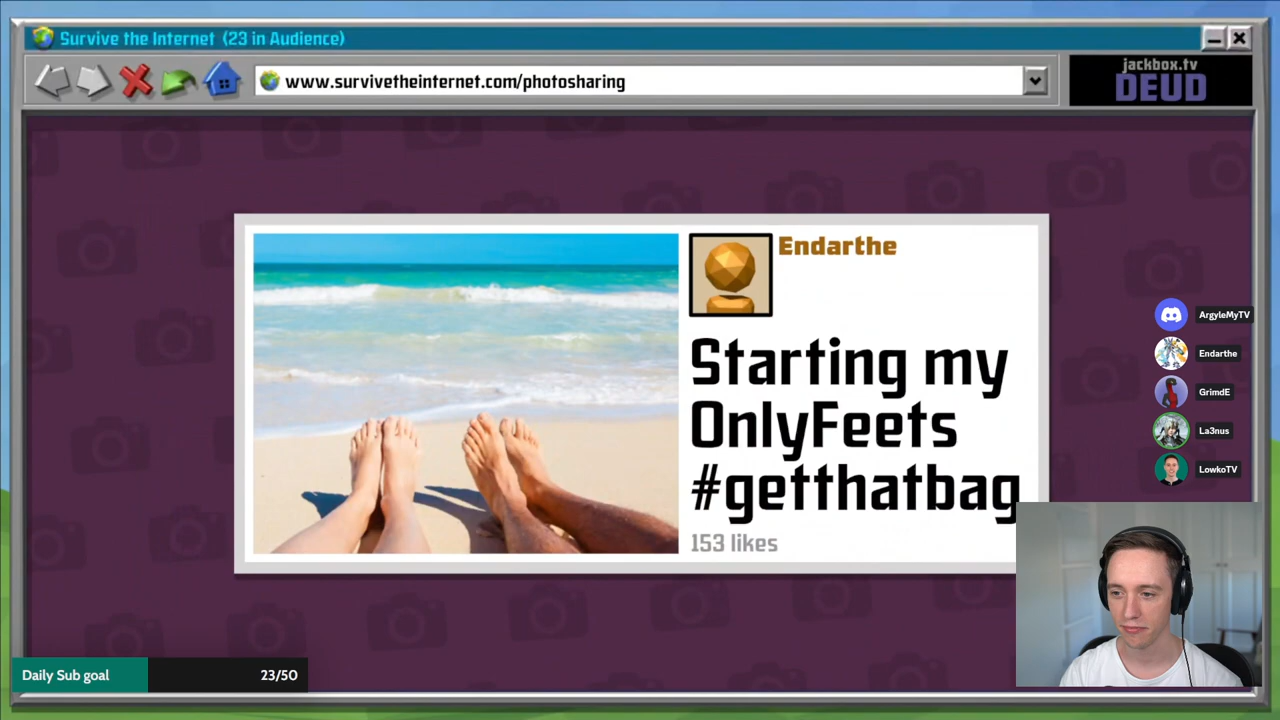 Survive the Internet (23 in Audience)
www.survivetheinternet.com/photosharing
jackbox.tv
DEUD
Endarthe
Starting my
OnlyFeets
#getthatbag
153 likes
ArgyleMyTV
Endarthe
GrimdE
La3nus
LowkoTV
Daily Sub goal 23/50